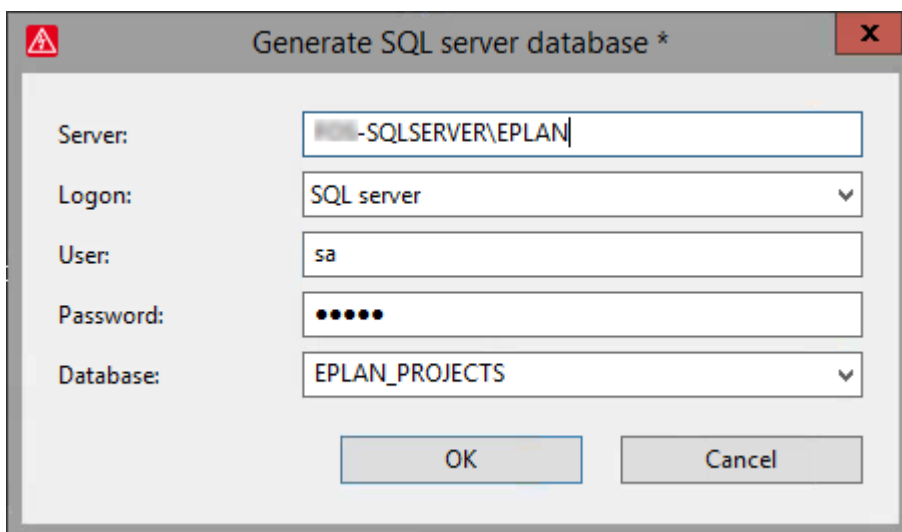 Generate SQL server database *
Server: -SQLSERVER\EPLAN
Logon: SQL server
User: sa
Password: •••••
Database: EPLAN_PROJECTS
OK Cancel